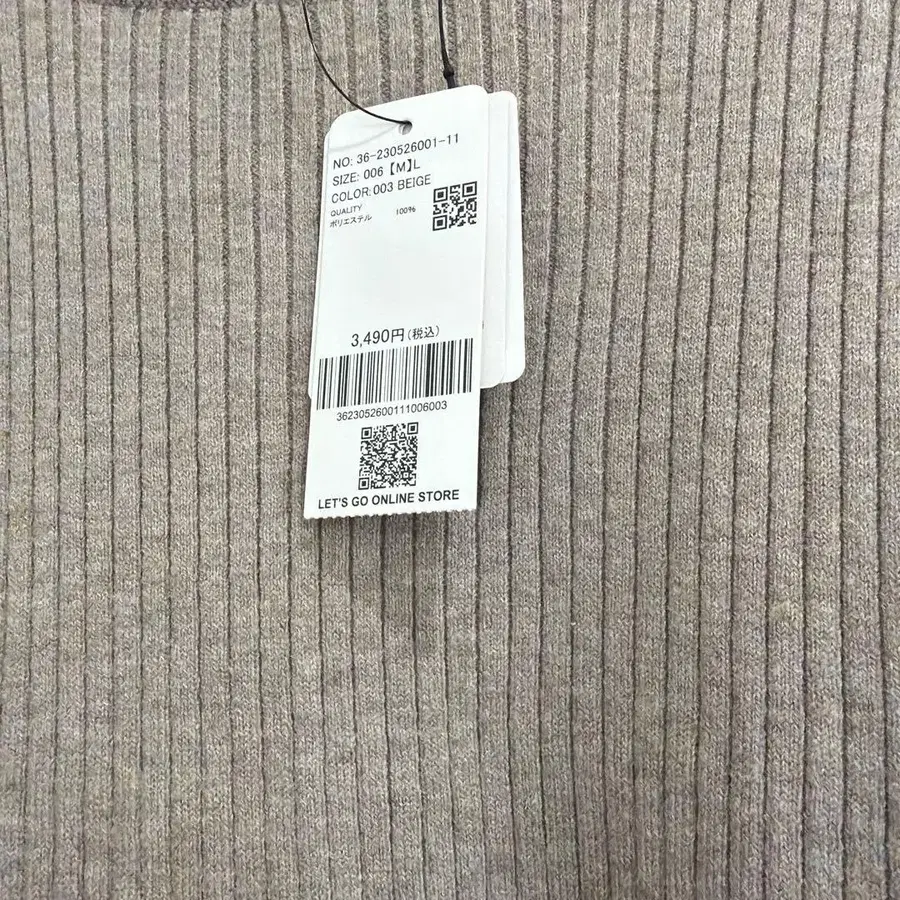 NO: 36-230526001-11
SIZE: 006【M】L
COLOR:003 BEIGE
QUALITY
ポリエステル 100%
3,490円(税込)
3623052600111006003
LET'S GO ONLINE STORE